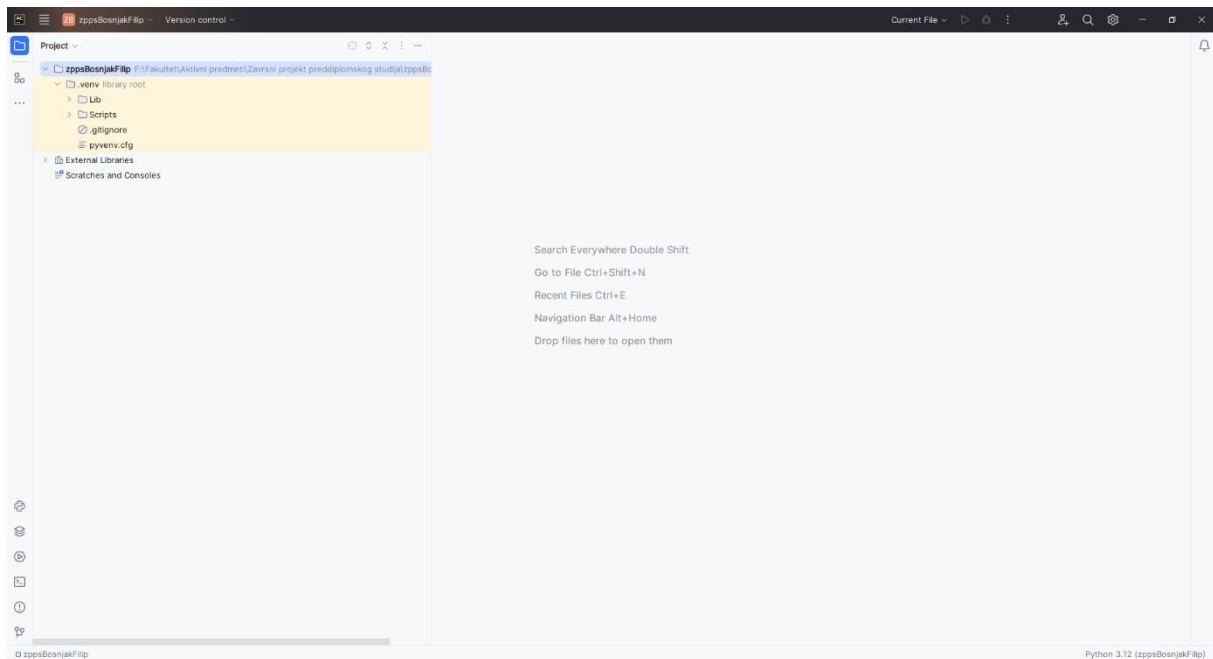 PC
ZB zppsBosnjakFilip Version control
Current File
Project
zppsBosnjakFilip F:\Fakultet\Aktivni predmeti\Zavrsni projekt preddiplomskog studija\zppsBo
.venv library root
Lib
Scripts
.gitignore
pyvenv.cfg
External Libraries
Scratches and Consoles
Search Everywhere Double Shift
Go to File Ctrl+Shift+N
Recent Files Ctrl+E
Navigation Bar Alt+Home
Drop files here to open them
zppsBosnjakFilip
Python 3.12 (zppsBosnjakFilip)